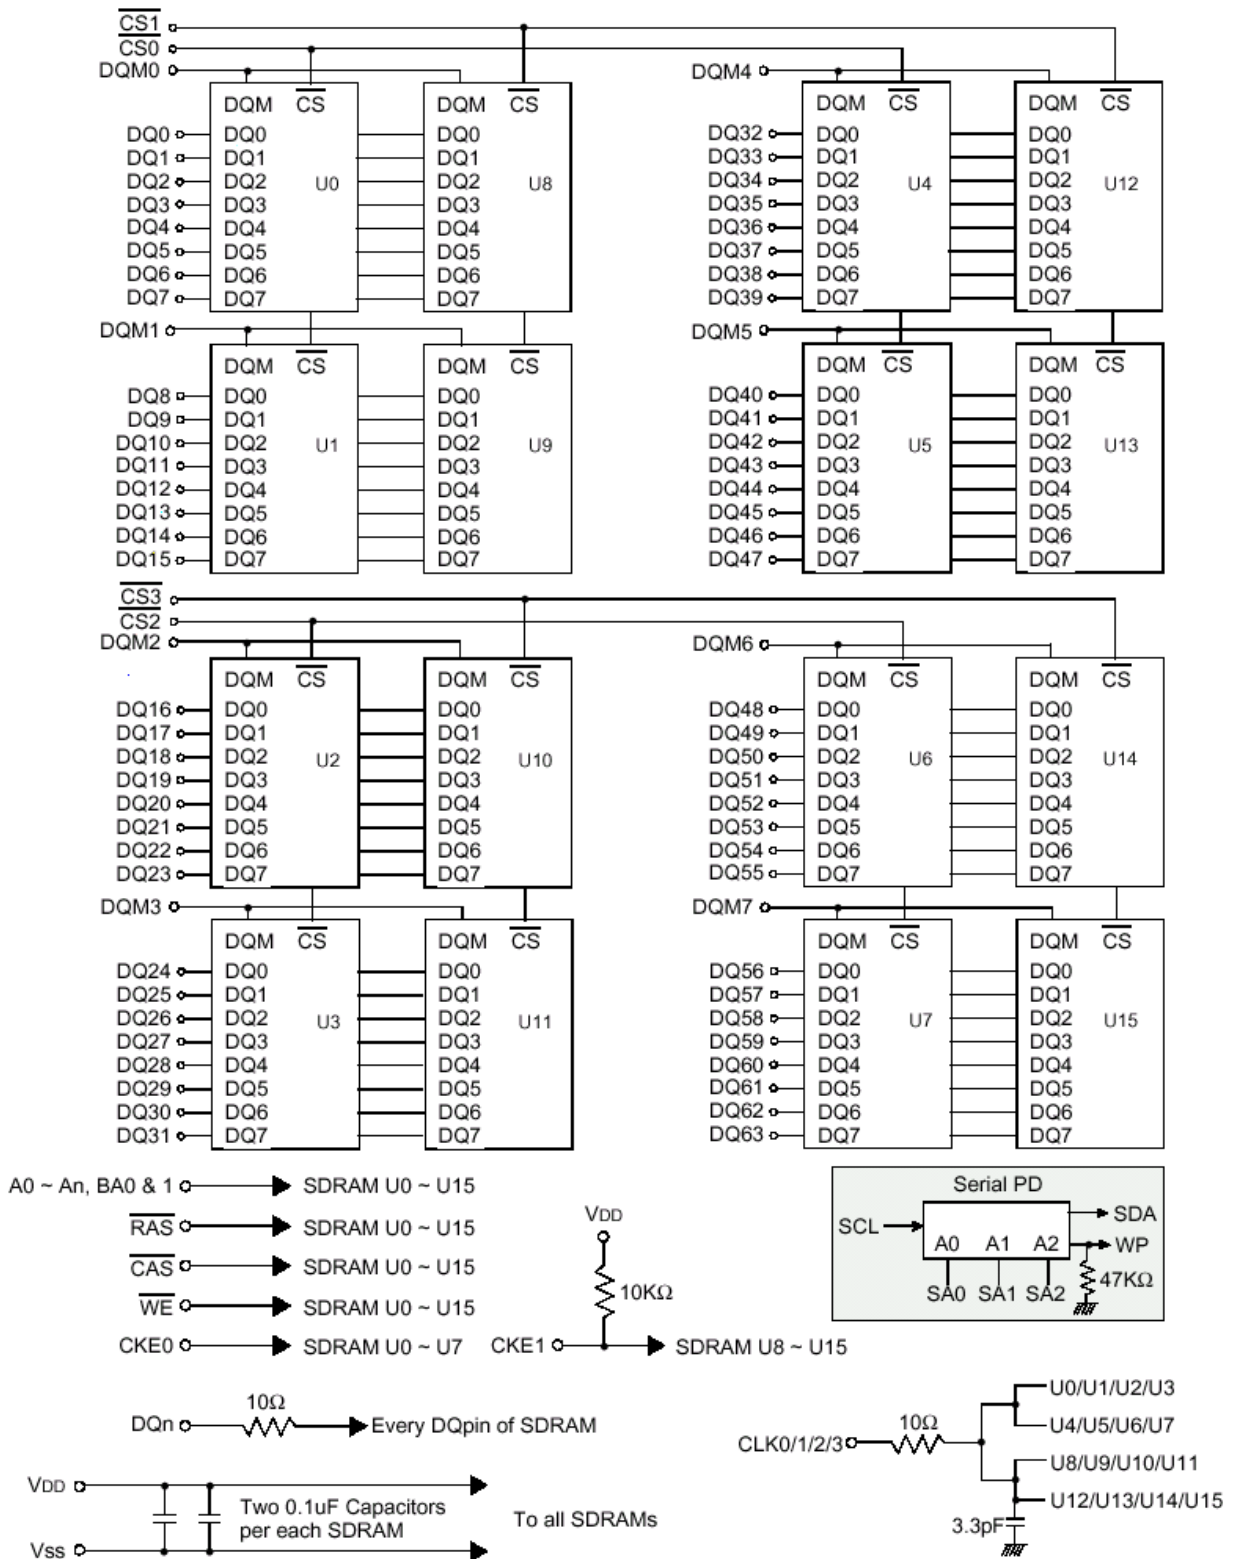 CS1
CS0
DQM0
DQM CS
DQ0 DQ0
DQ1 DQ1
DQ2 DQ2 U0
DQ3 DQ3
DQ4 DQ4
DQ5 DQ5
DQ6 DQ6
DQ7 DQ7
DQM CS
DQ0
DQ1
DQ2 U8
DQ3
DQ4
DQ5
DQ6
DQ7
DQM4
DQM CS
DQ32 DQ0
DQ33 DQ1
DQ34 DQ2 U4
DQ35 DQ3
DQ36 DQ4
DQ37 DQ5
DQ38 DQ6
DQ39 DQ7
DQM CS
DQ0
DQ1
DQ2 U12
DQ3
DQ4
DQ5
DQ6
DQ7
DQM1
DQM CS
DQ8 DQ0
DQ9 DQ1
DQ10 DQ2 U1
DQ11 DQ3
DQ12 DQ4
DQ13 DQ5
DQ14 DQ6
DQ15 DQ7
DQM CS
DQ0
DQ1
DQ2 U9
DQ3
DQ4
DQ5
DQ6
DQ7
DQM5
DQM CS
DQ40 DQ0
DQ41 DQ1
DQ42 DQ2 U5
DQ43 DQ3
DQ44 DQ4
DQ45 DQ5
DQ46 DQ6
DQ47 DQ7
DQM CS
DQ0
DQ1
DQ2 U13
DQ3
DQ4
DQ5
DQ6
DQ7
CS3
CS2
DQM2
DQM CS
DQ16 DQ0
DQ17 DQ1
DQ18 DQ2 U2
DQ19 DQ3
DQ20 DQ4
DQ21 DQ5
DQ22 DQ6
DQ23 DQ7
DQM CS
DQ0
DQ1
DQ2 U10
DQ3
DQ4
DQ5
DQ6
DQ7
DQM6
DQM CS
DQ48 DQ0
DQ49 DQ1
DQ50 DQ2 U6
DQ51 DQ3
DQ52 DQ4
DQ53 DQ5
DQ54 DQ6
DQ55 DQ7
DQM CS
DQ0
DQ1
DQ2 U14
DQ3
DQ4
DQ5
DQ6
DQ7
DQM3
DQM CS
DQ24 DQ0
DQ25 DQ1
DQ26 DQ2 U3
DQ27 DQ3
DQ28 DQ4
DQ29 DQ5
DQ30 DQ6
DQ31 DQ7
DQM CS
DQ0
DQ1
DQ2 U11
DQ3
DQ4
DQ5
DQ6
DQ7
DQM7
DQM CS
DQ56 DQ0
DQ57 DQ1
DQ58 DQ2 U7
DQ59 DQ3
DQ60 DQ4
DQ61 DQ5
DQ62 DQ6
DQ63 DQ7
DQM CS
DQ0
DQ1
DQ2 U15
DQ3
DQ4
DQ5
DQ6
DQ7
A0 ~ An, BA0 & 1 SDRAM U0 ~ U15
RAS SDRAM U0 ~ U15
CAS SDRAM U0 ~ U15
WE SDRAM U0 ~ U15
CKE0 SDRAM U0 ~ U7
VDD
10KΩ
CKE1 SDRAM U8 ~ U15
Serial PD
SCL SDA
A0 A1 A2 WP
47KΩ
SA0 SA1 SA2
10Ω
DQn Every DQpin of SDRAM
U0/U1/U2/U3
10Ω U4/U5/U6/U7
CLK0/1/2/3
U8/U9/U10/U11
U12/U13/U14/U15
3.3pF
VDD
Two 0.1uF Capacitors
per each SDRAM
To all SDRAMs
Vss